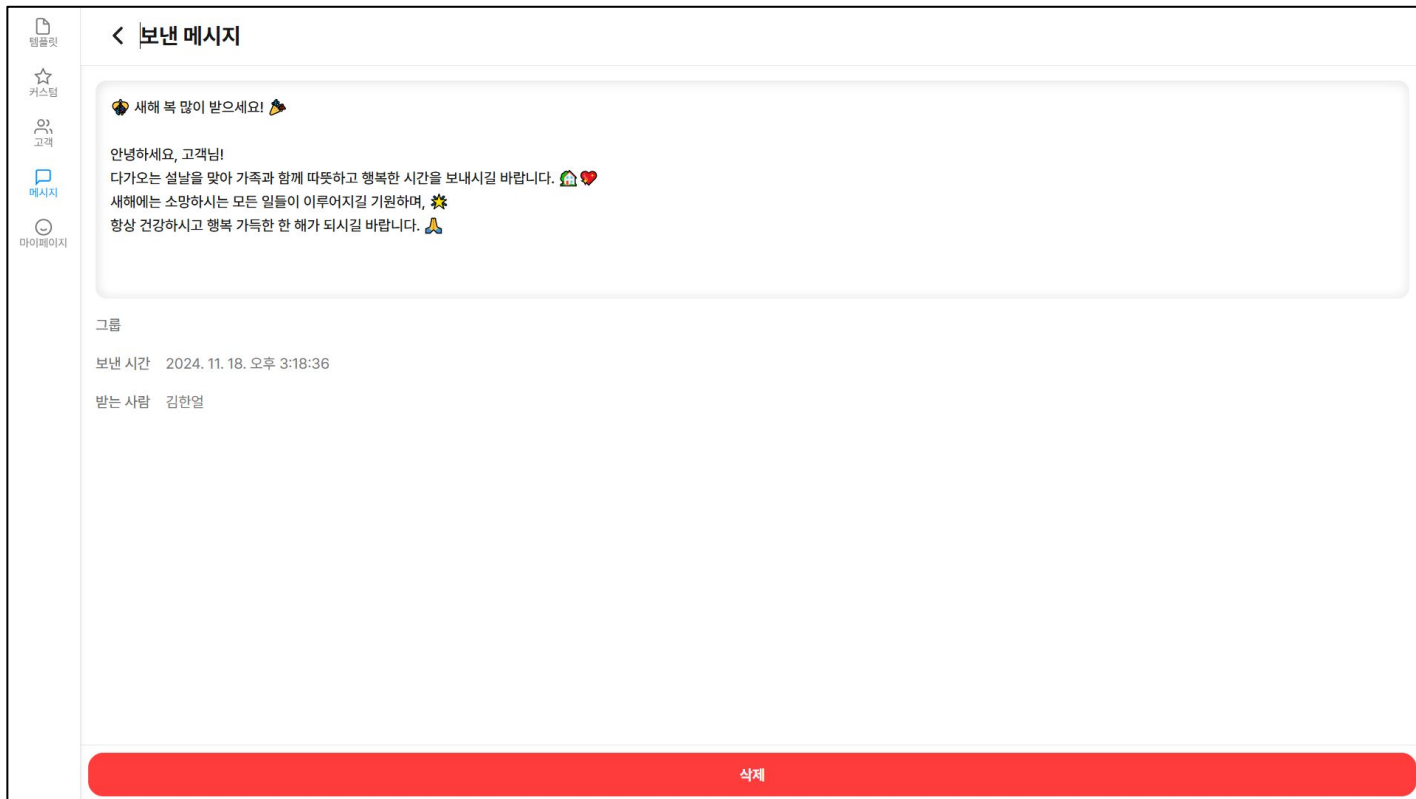 템플릿
커스텀
고객
메시지
마이페이지
보낸 메시지
새해 복 많이 받으세요! 🎉
안녕하세요, 고객님!
다가오는 설날을 맞아 가족과 함께 따뜻하고 행복한 시간을 보내시길 바랍니다. 🏡💖
새해에는 소망하시는 모든 일들이 이루어지길 기원하며, 🌟
항상 건강하시고 행복 가득한 한 해가 되시길 바랍니다. 🙏
그룹
보낸 시간 2024. 11. 18. 오후 3:18:36
받는 사람 김한얼
삭제